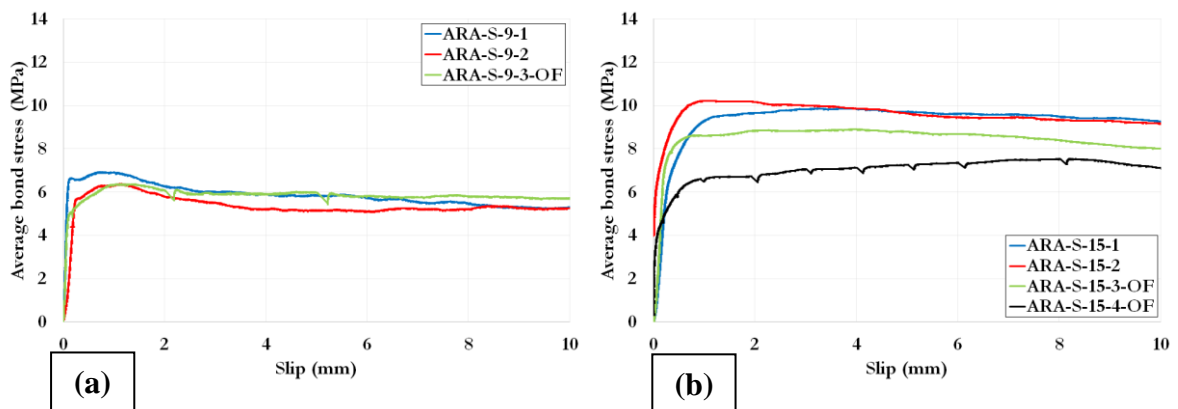 14
12
10
8
6
4
2
0
Average bond stress (MPa)
ARA-S-9-1
ARA-S-9-2
ARA-S-9-3-OF
0 2 4 6 8 10
Slip (mm)
(a)
14
12
10
8
6
4
2
0
Average bond stress (MPa)
ARA-S-15-1
ARA-S-15-2
ARA-S-15-3-OF
ARA-S-15-4-OF
0 2 4 6 8 10
Slip (mm)
(b)